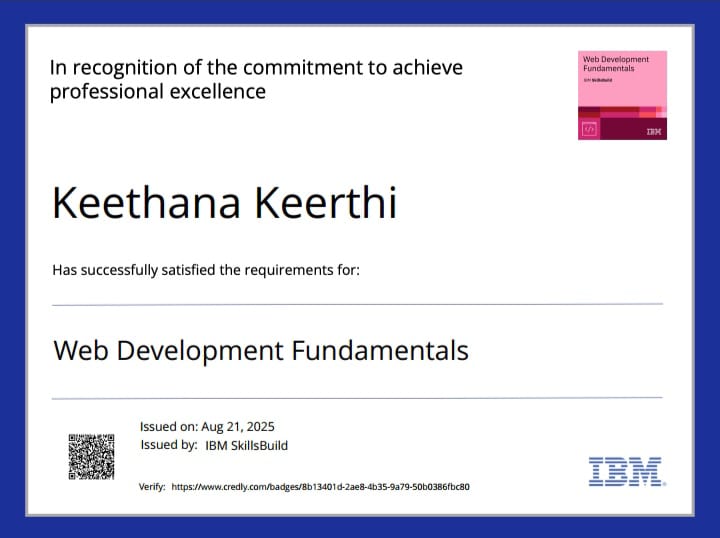 In recognition of the commitment to achieve
professional excellence
Web Development
Fundamentals
IBM SkillsBuild
</>
IBM
Keethana Keerthi
Has successfully satisfied the requirements for:
Web Development Fundamentals
Issued on: Aug 21, 2025
Issued by: IBM SkillsBuild
Verify: https://www.credly.com/badges/8b13401d-2ae8-4b35-9a79-50b0386fbc80
IBM